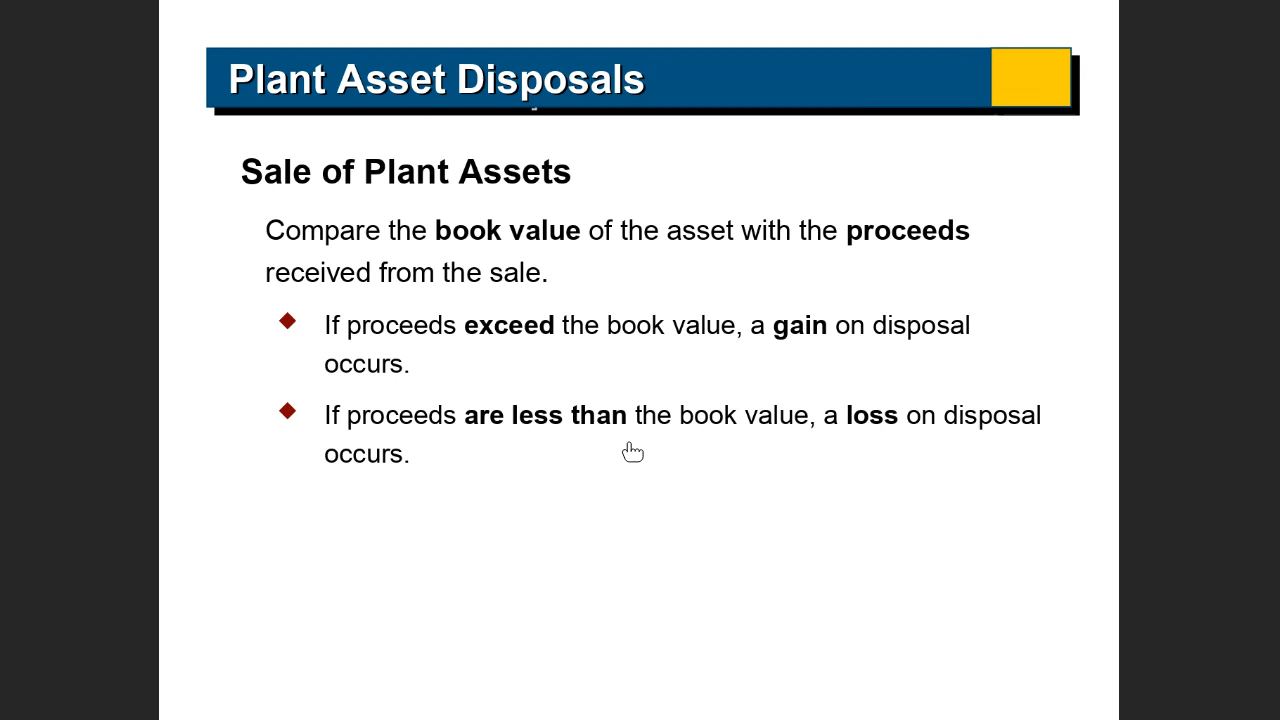 Plant Asset Disposals
Sale of Plant Assets
Compare the book value of the asset with the proceeds
received from the sale.
If proceeds exceed the book value, a gain on disposal
occurs.
If proceeds are less than the book value, a loss on disposal
occurs.